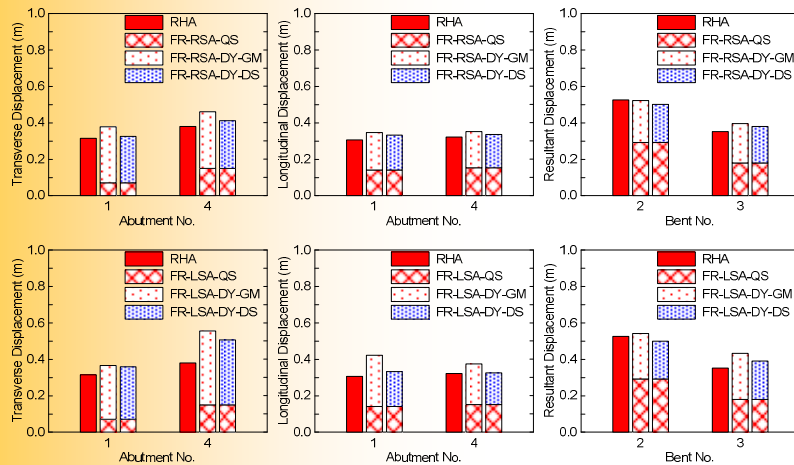 Transverse Displacement (m)
1.0
0.8
0.6
0.4
0.2
0.0
RHA
FR-RSA-QS
FR-RSA-DY-GM
FR-RSA-DY-DS
1
4
Abutment No.
Longitudinal Displacement (m)
1.0
0.8
0.6
0.4
0.2
0.0
RHA
FR-RSA-QS
FR-RSA-DY-GM
FR-RSA-DY-DS
1
4
Abutment No.
Resultant Displacement (m)
1.0
0.8
0.6
0.4
0.2
0.0
RHA
FR-RSA-QS
FR-RSA-DY-GM
FR-RSA-DY-DS
2
3
Bent No.
Transverse Displacement (m)
1.0
0.8
0.6
0.4
0.2
0.0
RHA
FR-LSA-QS
FR-LSA-DY-GM
FR-LSA-DY-DS
1
4
Abutment No.
Longitudinal Displacement (m)
1.0
0.8
0.6
0.4
0.2
0.0
RHA
FR-LSA-QS
FR-LSA-DY-GM
FR-LSA-DY-DS
1
4
Abutment No.
Resultant Displacement (m)
1.0
0.8
0.6
0.4
0.2
0.0
RHA
FR-LSA-QS
FR-LSA-DY-GM
FR-LSA-DY-DS
2
3
Bent No.